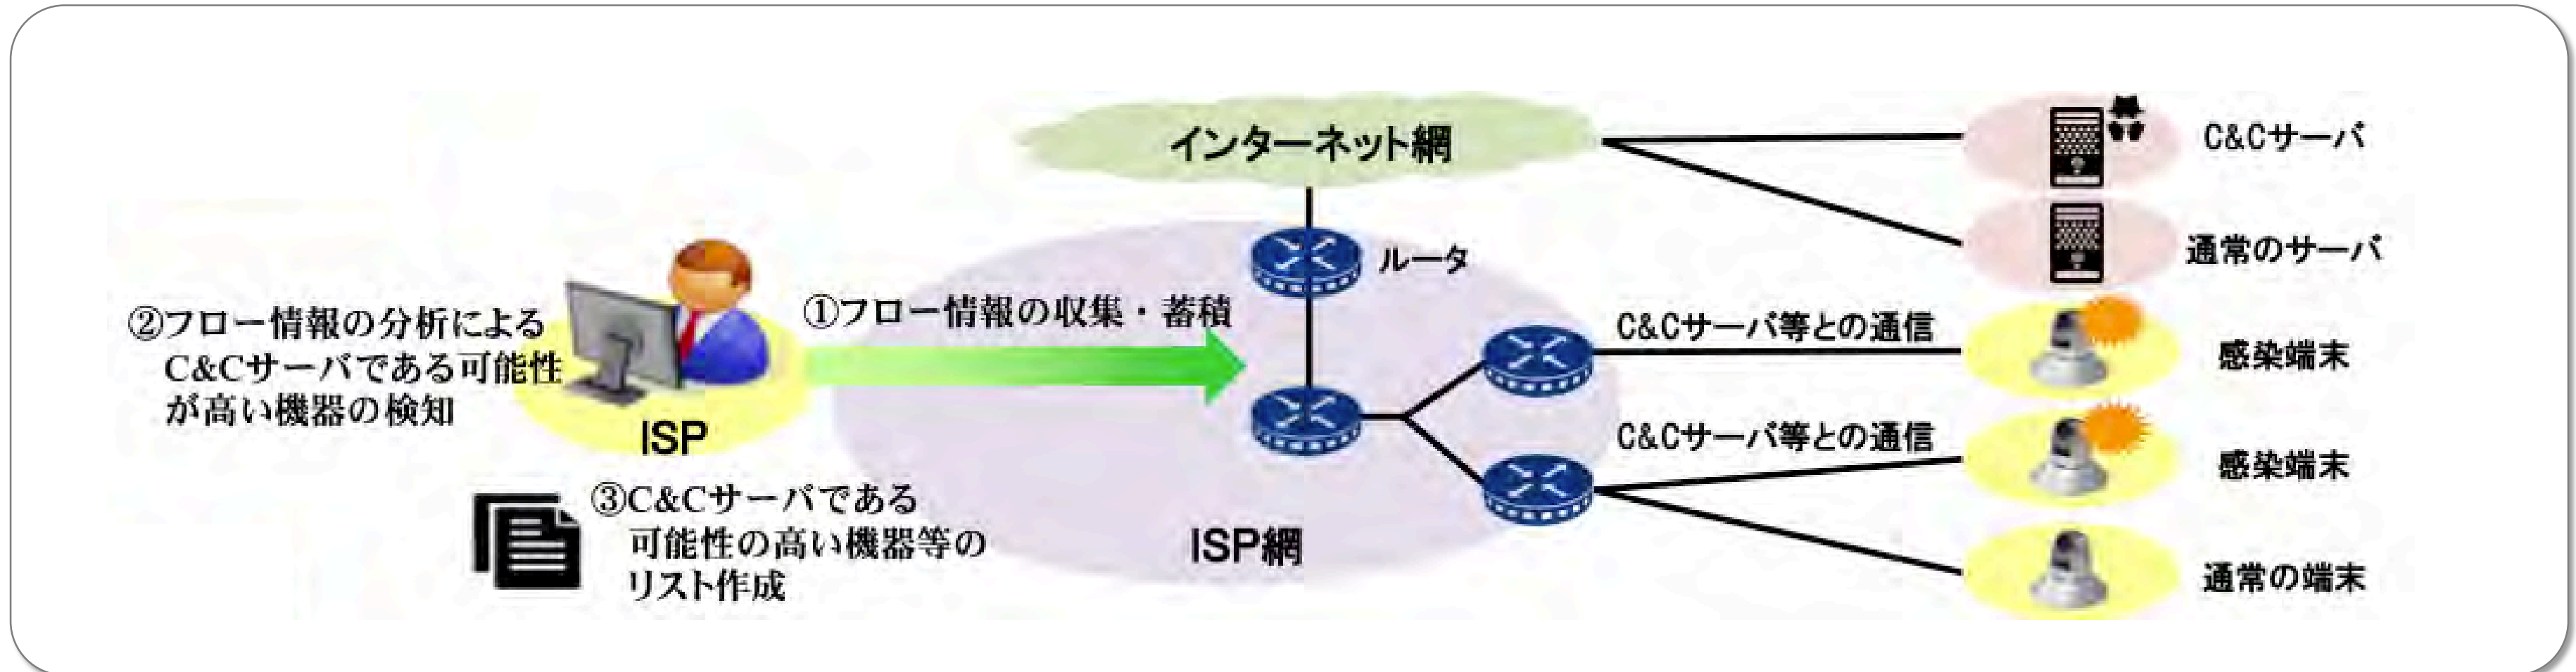 インターネット網
C&Cサーバ
通常のサーバ
ルータ
①フロー情報の収集・蓄積
②フロー情報の分析による
C&Cサーバである可能性
が高い機器の検知
ISP
C&Cサーバ等との通信
感染端末
C&Cサーバ等との通信
感染端末
③C&Cサーバである
可能性の高い機器等の
リスト作成
ISP網
通常の端末